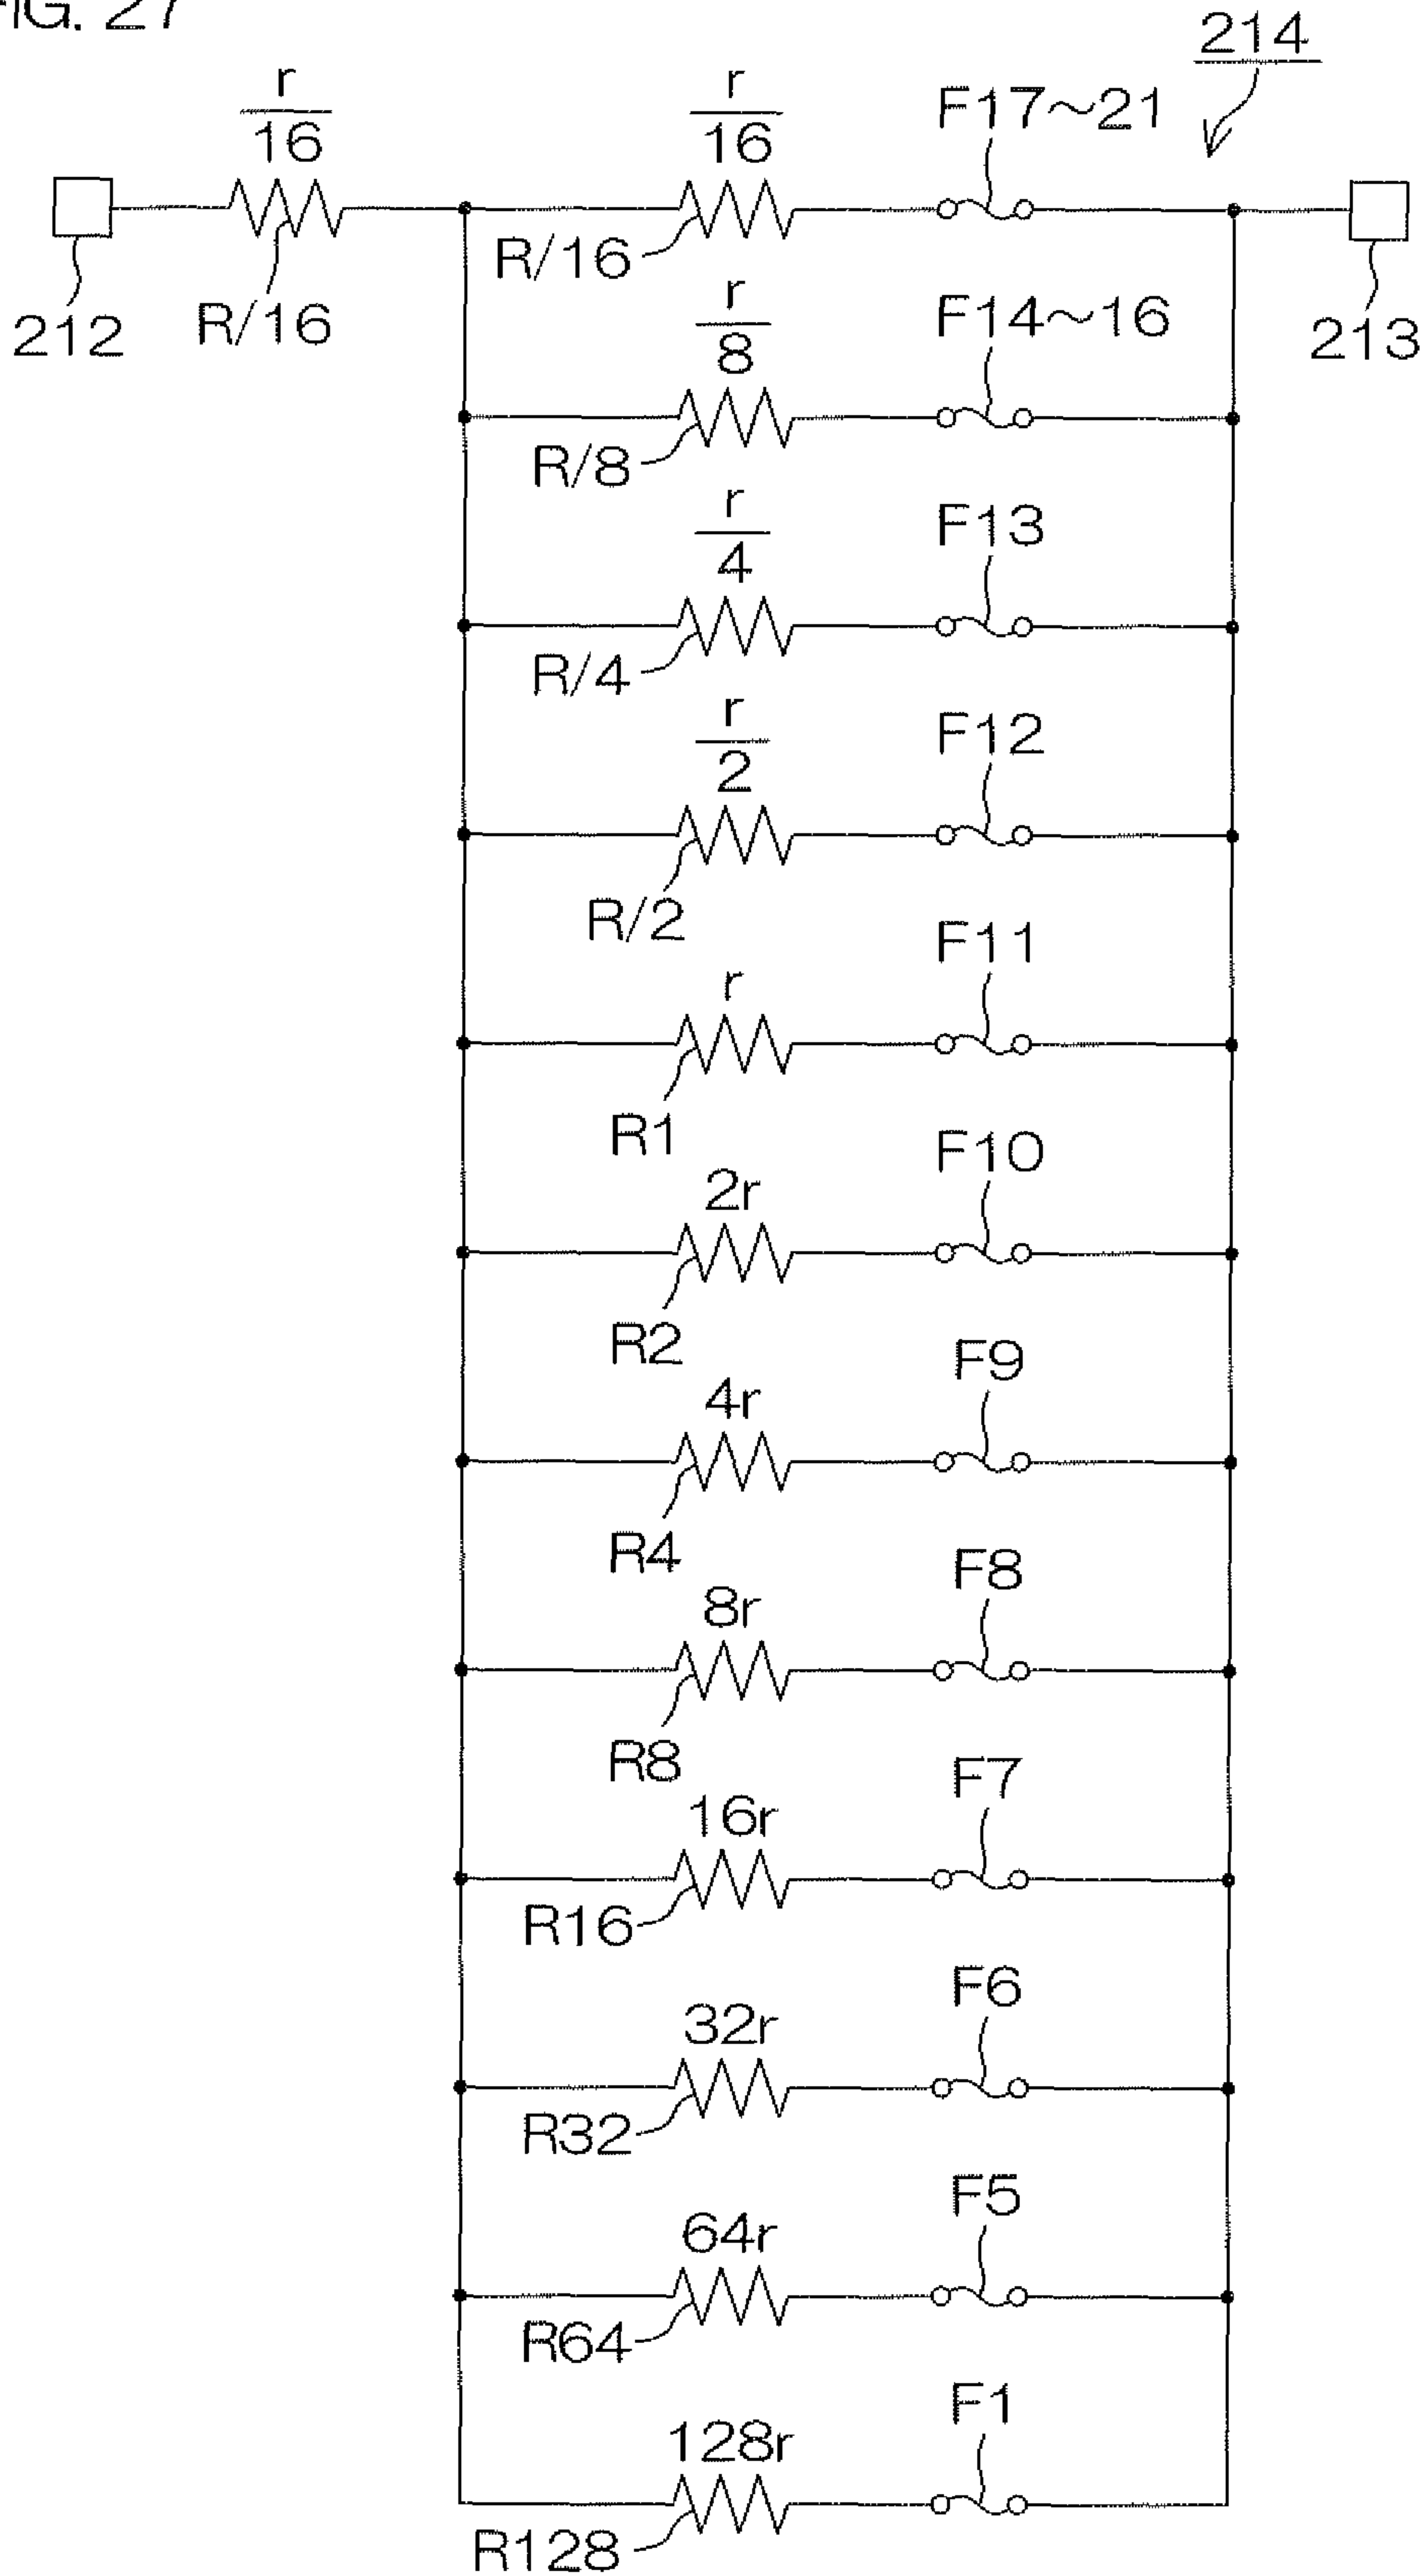 FIG. 27
214
r
16
r
16
F17~21
R/16
212
R/16
r
8
F14~16
213
R/8
r
4
F13
R/4
r
2
F12
R/2
F11
r
R1
F10
2r
R2
F9
4r
R4
F8
8r
R8
F7
16r
R16
F6
32r
R32
F5
64r
R64
F1
128r
R128